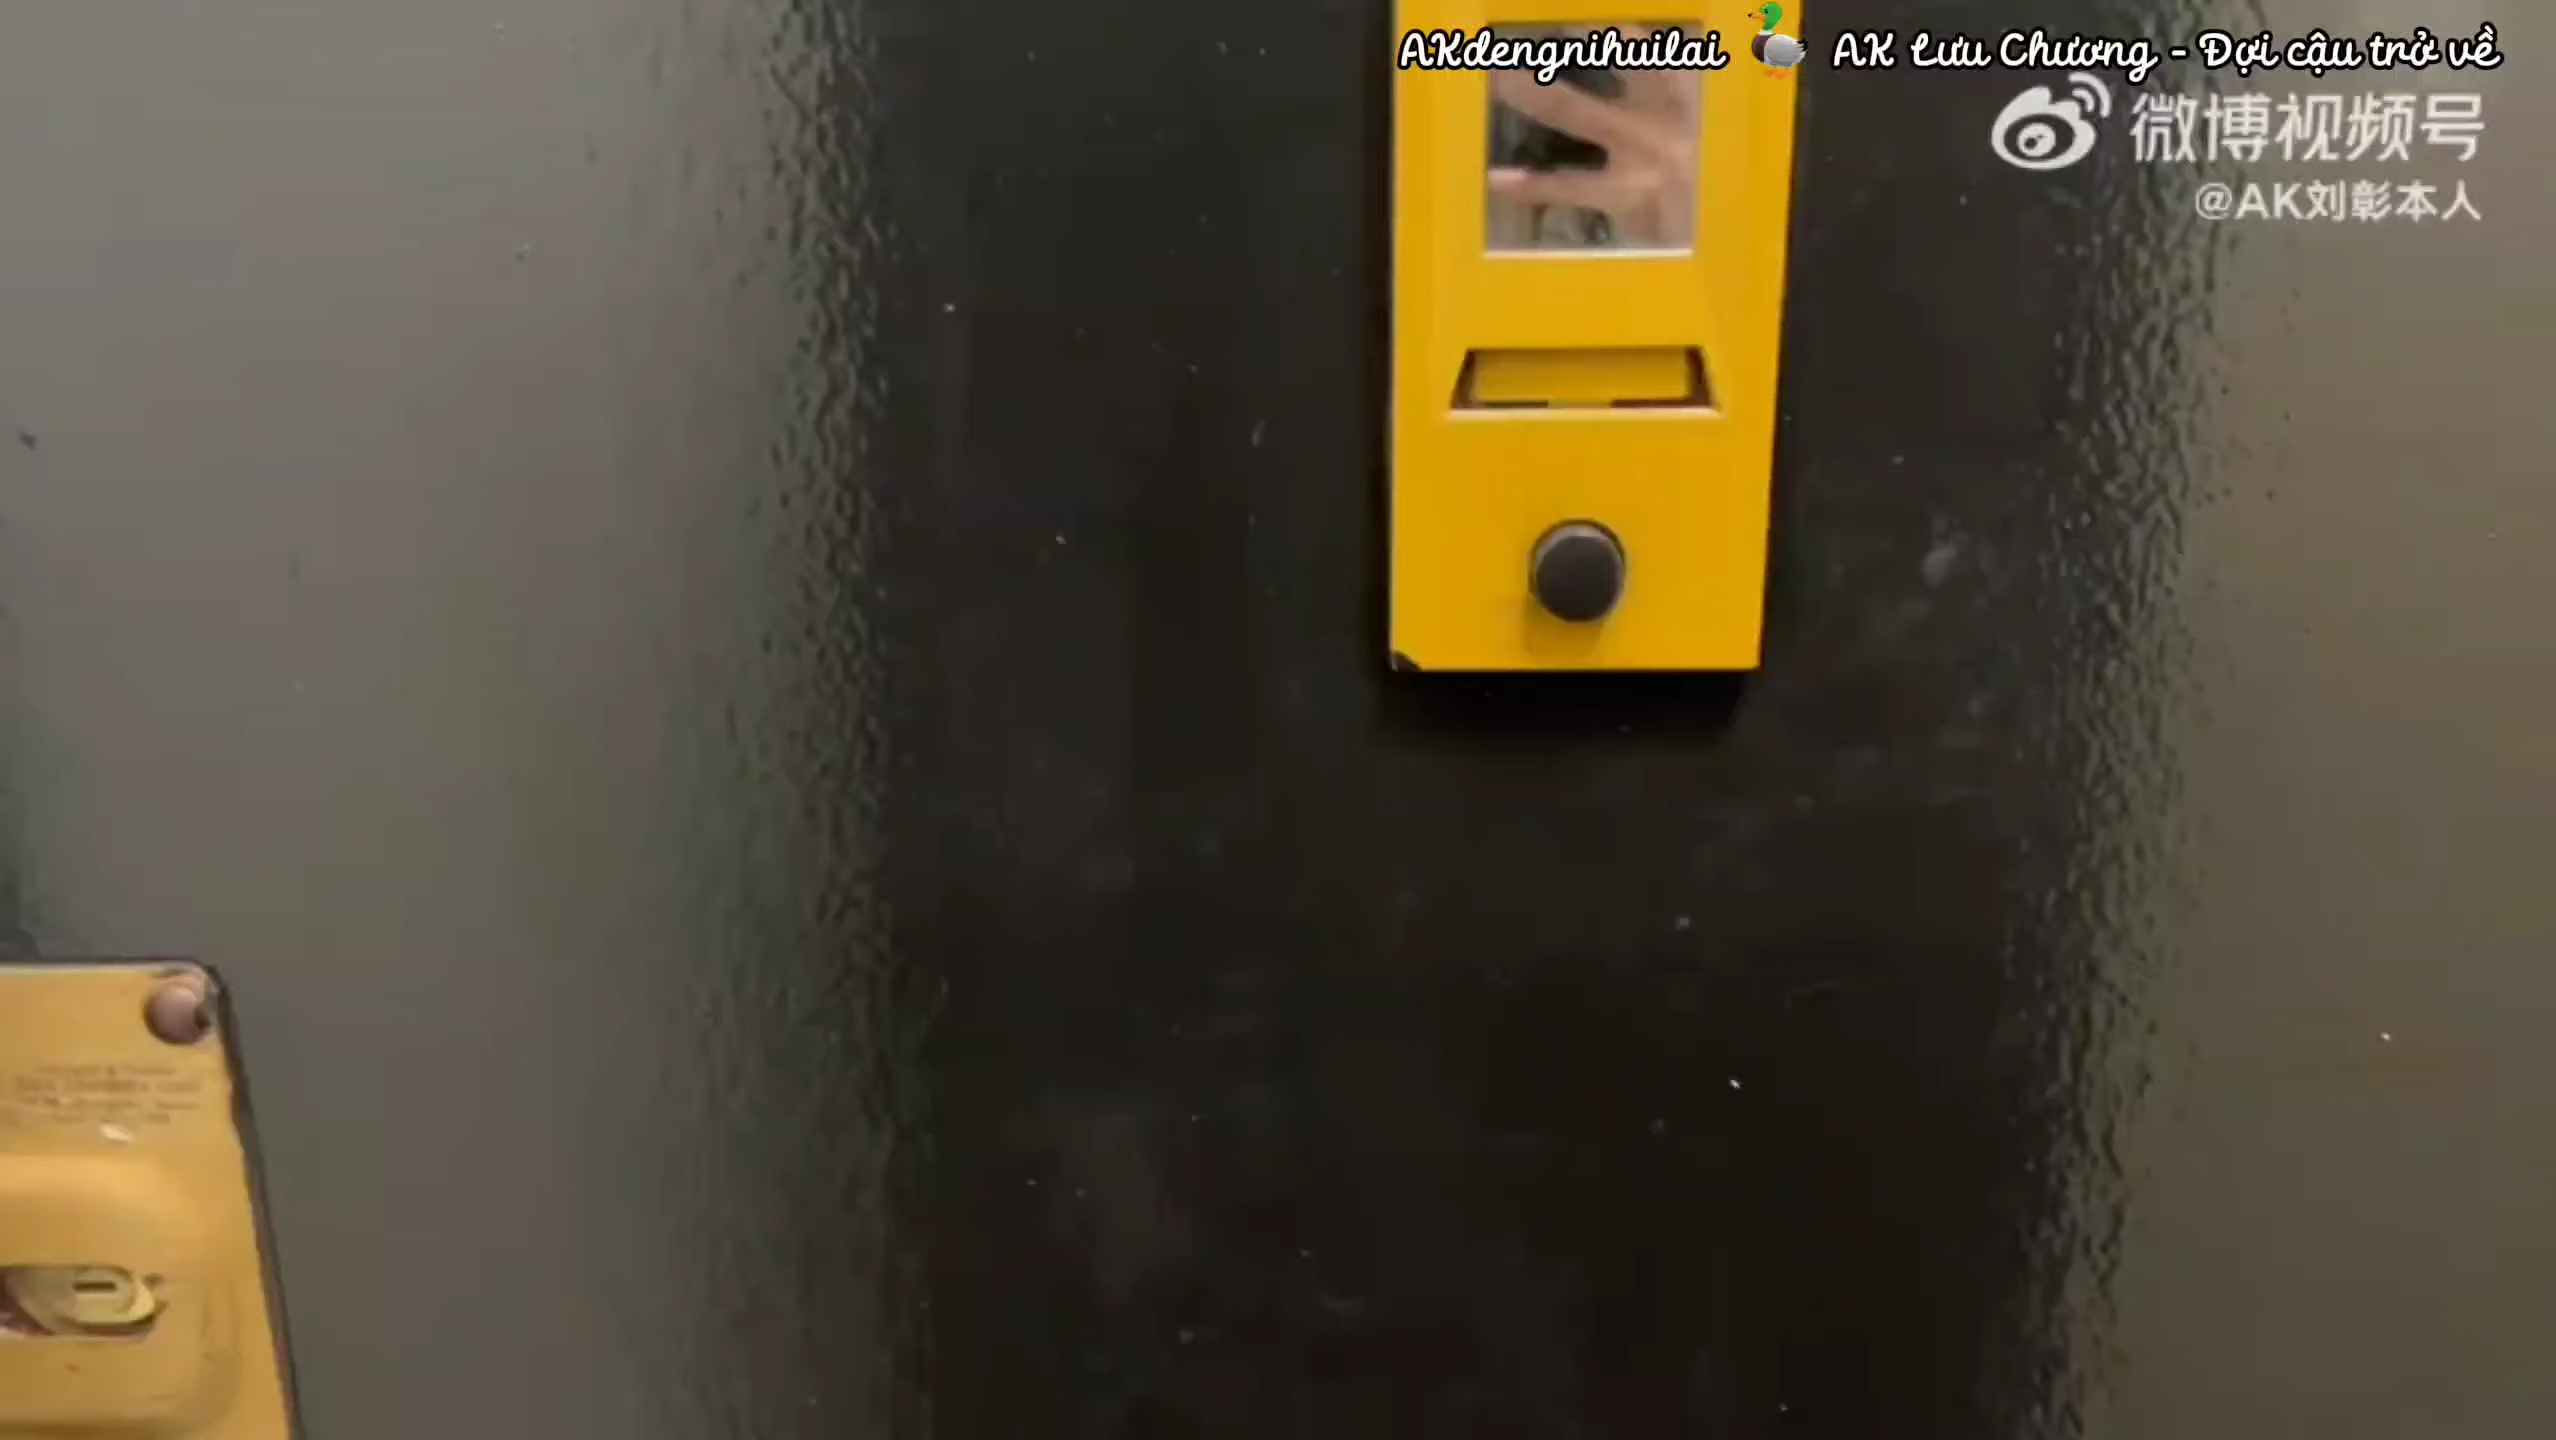 AKdengnihuilai 🦆 AK Lưu Chương - Đợi cậu trở về
微博视频号
@AK刘彰本人